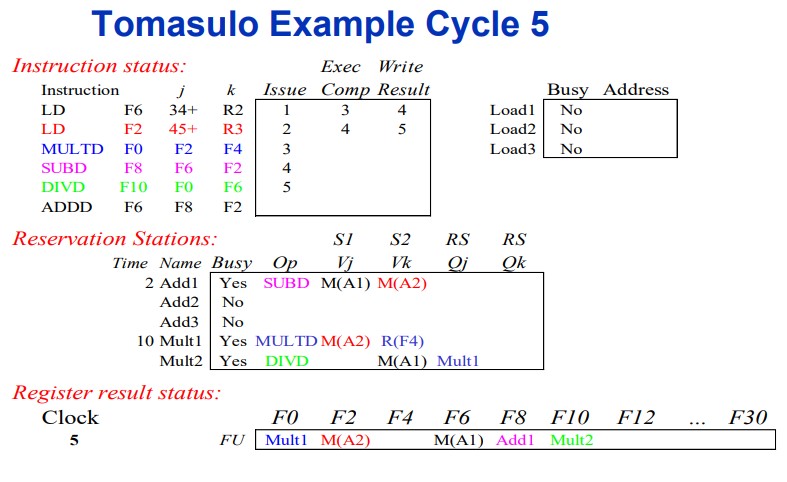 Tomasulo Example Cycle 5
Instruction status: Exec Write
Instruction j k Issue Comp Result Busy Address
LD F6 34+ R2 1 3 4 Load1 No
LD F2 45+ R3 2 4 5 Load2 No
MULTD F0 F2 F4 3 Load3 No
SUBD F8 F6 F2 4
DIVD F10 F0 F6 5
ADDD F6 F8 F2
Reservation Stations: S1 S2 RS RS
Time Name Busy Op Vj Vk Qj Qk
2 Add1 Yes SUBD M(A1) M(A2)
Add2 No
Add3 No
10 Mult1 Yes MULTD M(A2) R(F4)
Mult2 Yes DIVD M(A1) Mult1
Register result status:
Clock F0 F2 F4 F6 F8 F10 F12 ... F30
5 FU Mult1 M(A2) M(A1) Add1 Mult2